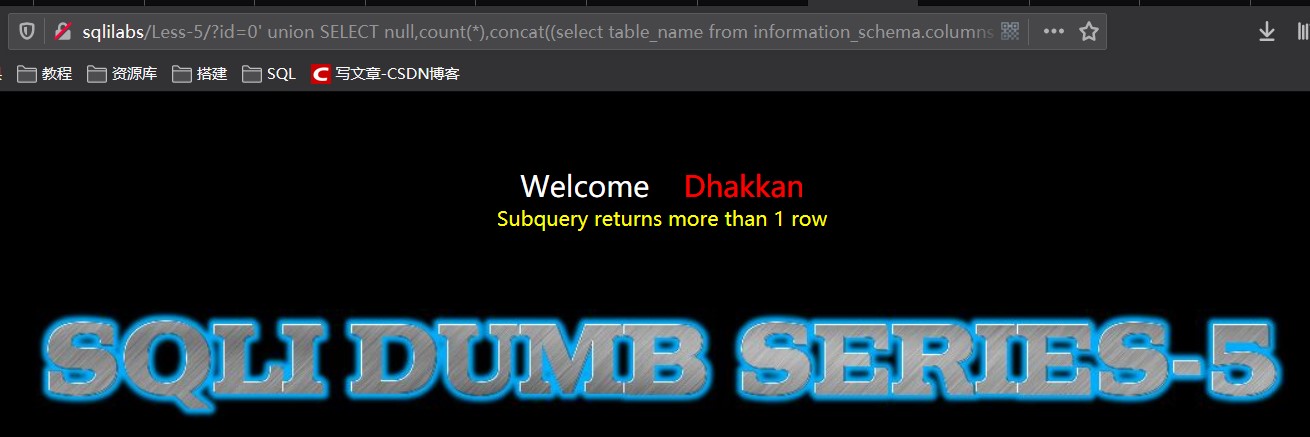 sqlilabs/Less-5/?id=0' union SELECT null,count(*),concat((select table_name from information_schema.columns
教程 资源库 搭建 SQL C 写文章-CSDN博客
Welcome Dhakkan
Subquery returns more than 1 row
SQLI DUMB SERIES-5